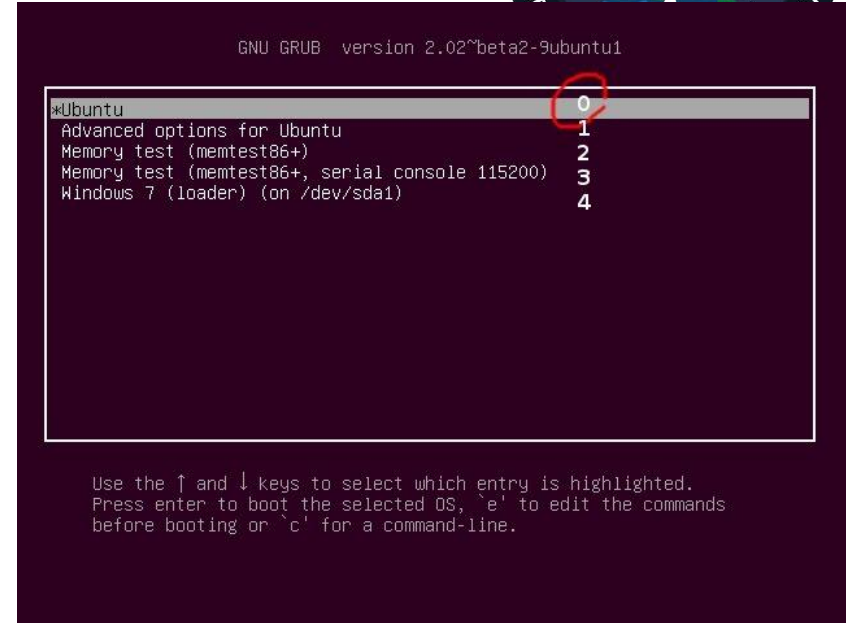 GNU GRUB version 2.02~beta2-9ubuntu1
*Ubuntu 0
Advanced options for Ubuntu 1
Memory test (memtest86+) 2
Memory test (memtest86+, serial console 115200) 3
Windows 7 (loader) (on /dev/sda1) 4
Use the ↑ and ↓ keys to select which entry is highlighted.
Press enter to boot the selected OS, `e' to edit the commands
before booting or `c' for a command-line.